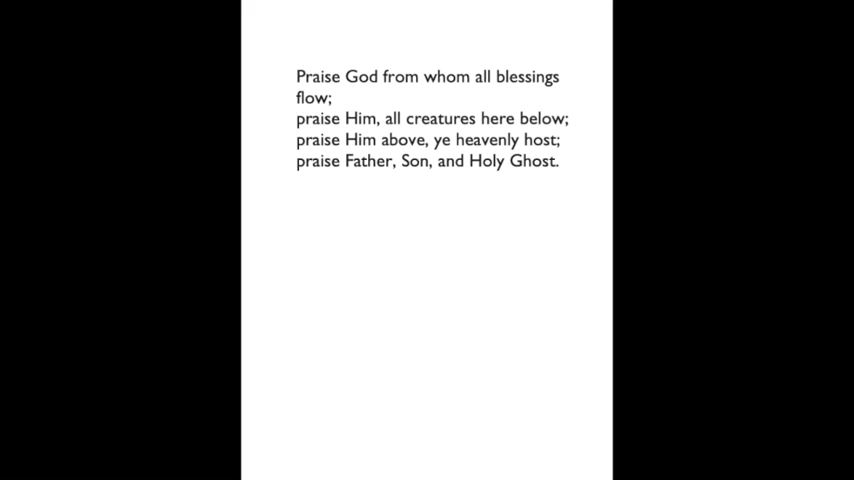 Praise God from whom all blessings
flow;
praise Him, all creatures here below;
praise Him above, ye heavenly host;
praise Father, Son, and Holy Ghost.